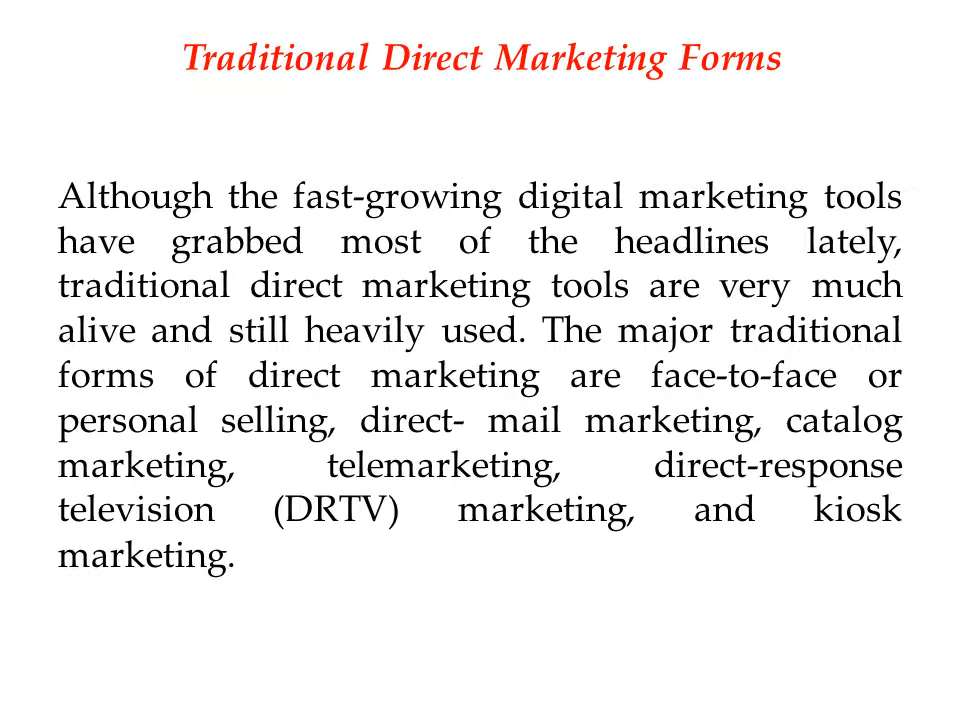 Traditional Direct Marketing Forms
Although the fast-growing digital marketing tools
have grabbed most of the headlines lately,
traditional direct marketing tools are very much
alive and still heavily used. The major traditional
forms of direct marketing are face-to-face or
personal selling, direct- mail marketing, catalog
marketing, telemarketing, direct-response
television (DRTV) marketing, and kiosk
marketing.